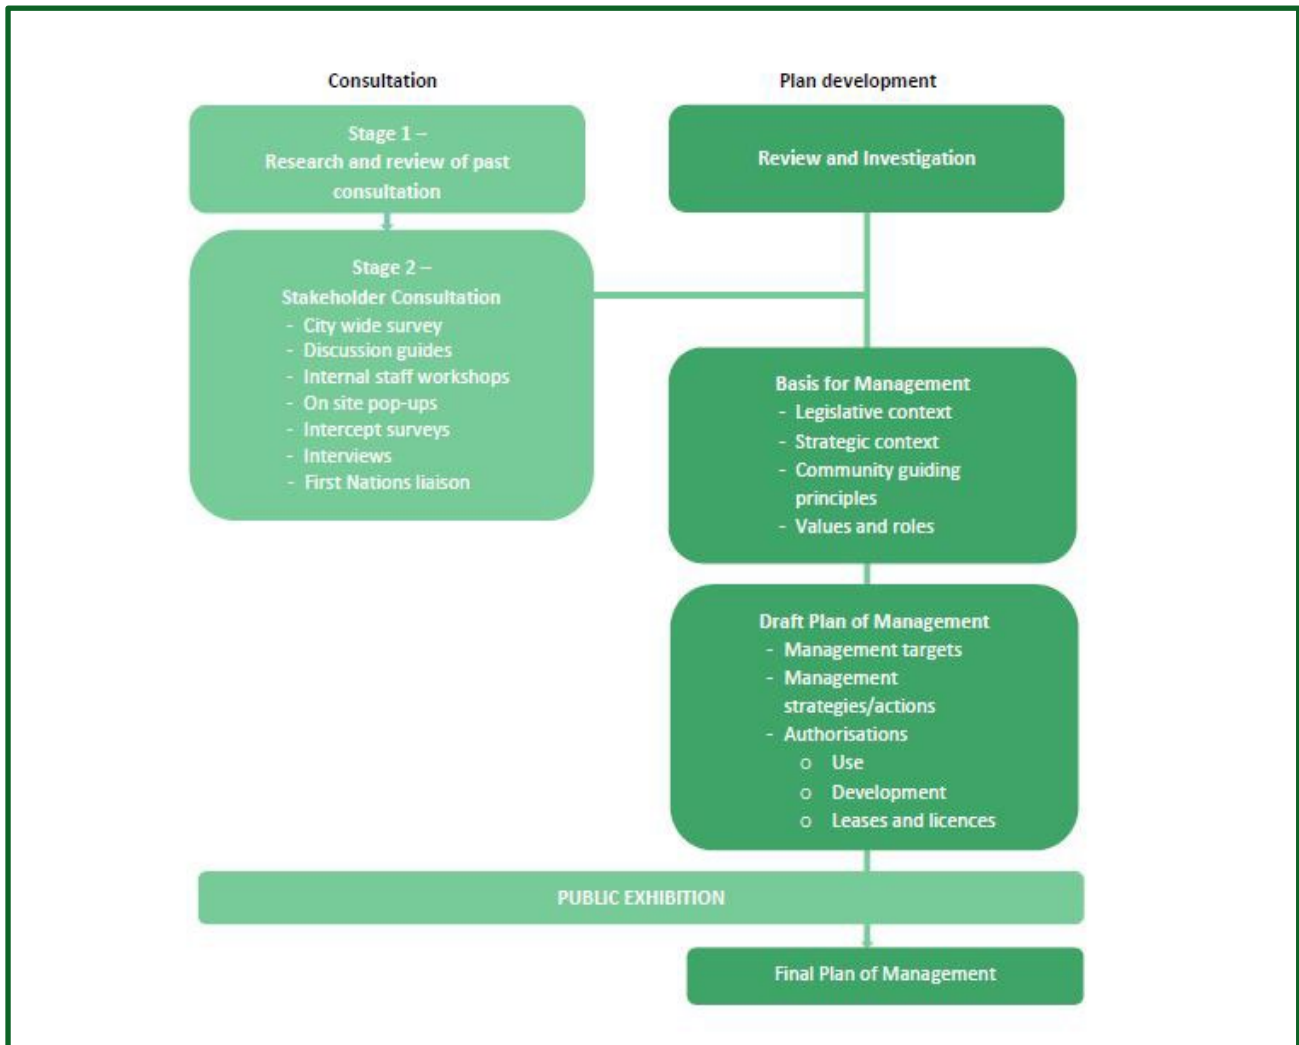 Consultation
Stage 1 –
Research and review of past
consultation
Stage 2 –
Stakeholder Consultation
- City wide survey
- Discussion guides
- Internal staff workshops
- On site pop-ups
- Intercept surveys
- Interviews
- First Nations liaison
Plan development
Review and Investigation
Basis for Management
- Legislative context
- Strategic context
- Community guiding
principles
- Values and roles
Draft Plan of Management
- Management targets
- Management
strategies/actions
- Authorisations
o Use
o Development
o Leases and licences
PUBLIC EXHIBITION
Final Plan of Management